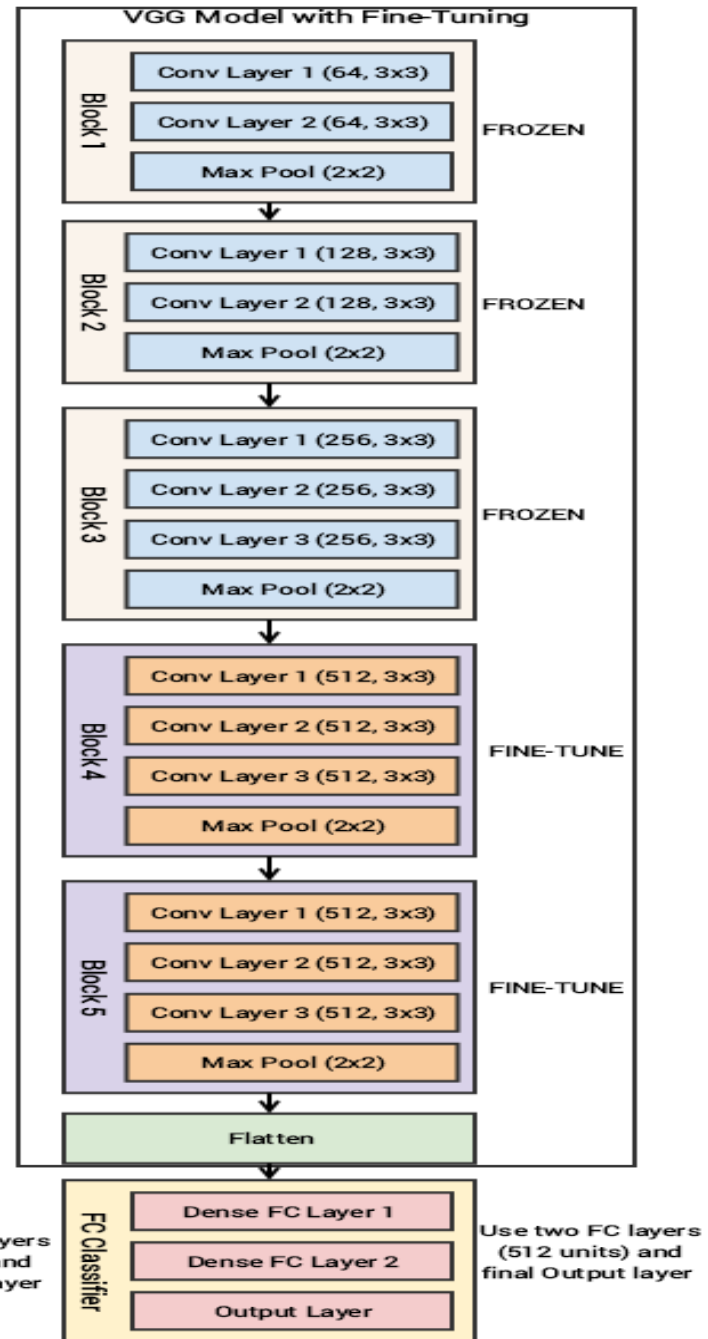 VGG Model with Fine-Tuning
Block 1
Conv Layer 1 (64, 3x3)
Conv Layer 2 (64, 3x3)
Max Pool (2x2)
FROZEN
Block 2
Conv Layer 1 (128, 3x3)
Conv Layer 2 (128, 3x3)
Max Pool (2x2)
FROZEN
Block 3
Conv Layer 1 (256, 3x3)
Conv Layer 2 (256, 3x3)
Conv Layer 3 (256, 3x3)
Max Pool (2x2)
FROZEN
Block 4
Conv Layer 1 (512, 3x3)
Conv Layer 2 (512, 3x3)
Conv Layer 3 (512, 3x3)
Max Pool (2x2)
FINE-TUNE
Block 5
Conv Layer 1 (512, 3x3)
Conv Layer 2 (512, 3x3)
Conv Layer 3 (512, 3x3)
Max Pool (2x2)
FINE-TUNE
Flatten
FC Classifier
Dense FC Layer 1
Dense FC Layer 2
Output Layer
Use two FC layers
(512 units) and
final Output layer